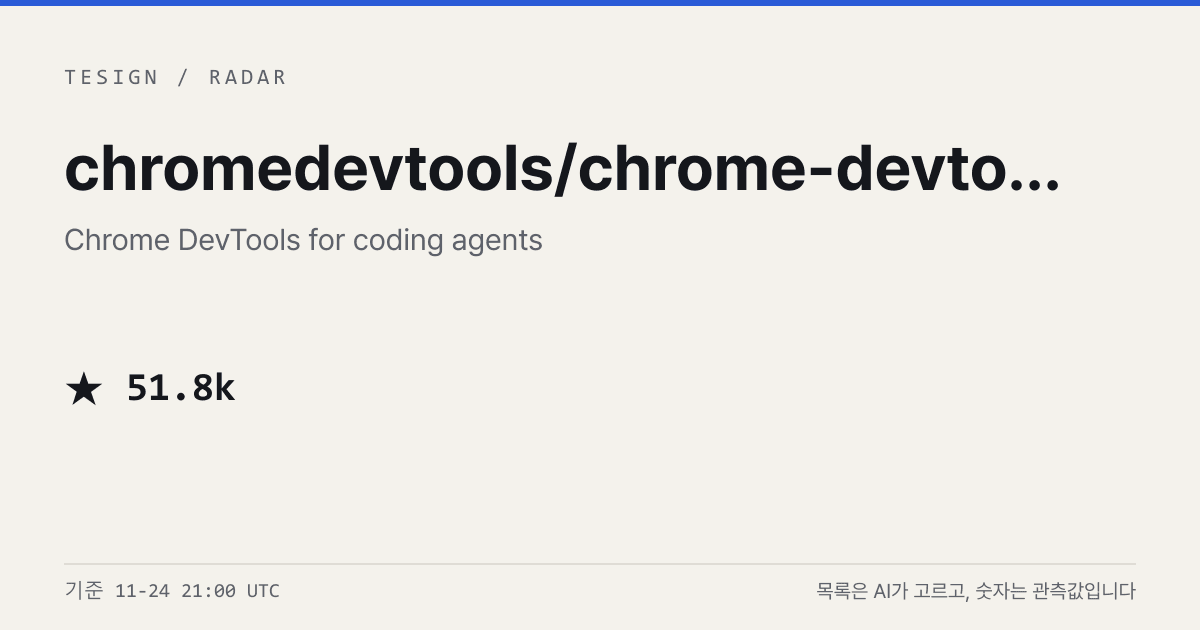 TESIGN / RADAR
chromedevtools/chrome-devto...
Chrome DevTools for coding agents
★ 51.8k
기준 11-24 21:00 UTC
목록은 AI가 고르고, 숫자는 관측값입니다